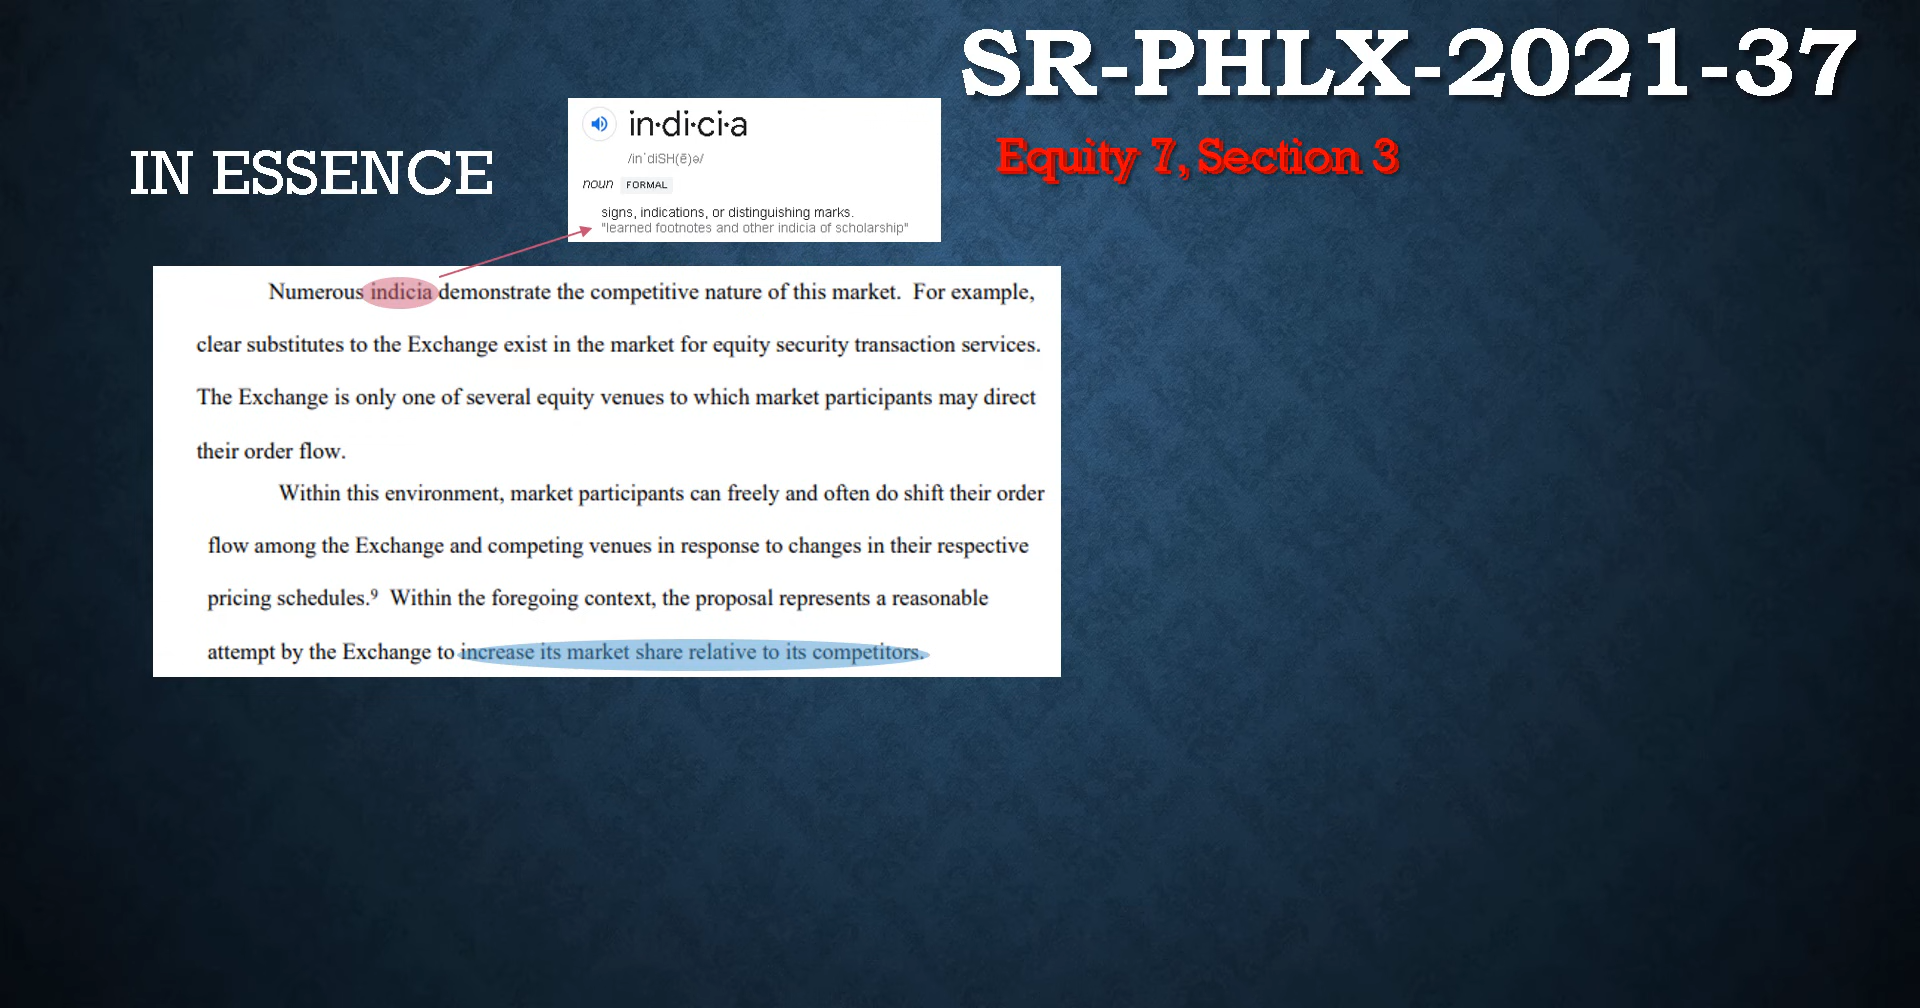 SR-PHLX-2021-37
Equity 7, Section 3
IN ESSENCE
in·di·ci·a
/inˈdiSH(ē)ə/
noun FORMAL
signs, indications, or distinguishing marks.
"learned footnotes and other indicia of scholarship"
Numerous indicia demonstrate the competitive nature of this market. For example,
clear substitutes to the Exchange exist in the market for equity security transaction services.
The Exchange is only one of several equity venues to which market participants may direct
their order flow.
Within this environment, market participants can freely and often do shift their order
flow among the Exchange and competing venues in response to changes in their respective
pricing schedules.⁹ Within the foregoing context, the proposal represents a reasonable
attempt by the Exchange to increase its market share relative to its competitors.